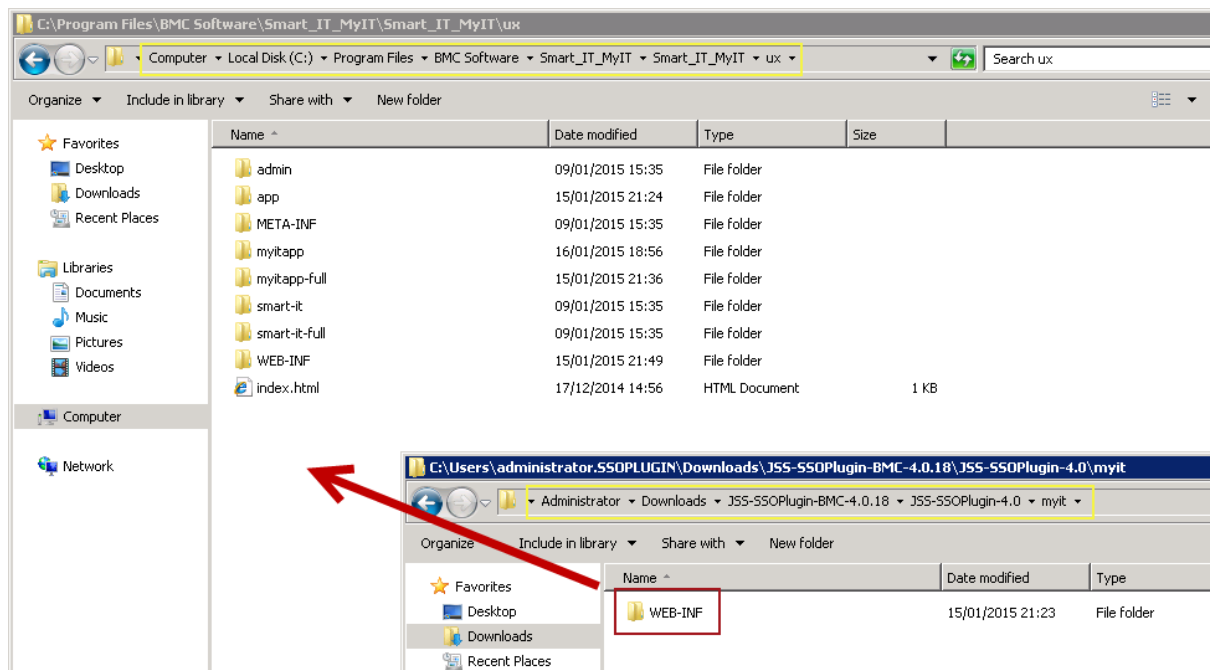 C:\Program Files\BMC Software\Smart_IT_MyIT\Smart_IT_MyIT\ux
Computer Local Disk (C:) Program Files BMC Software Smart_IT_MyIT Smart_IT_MyIT ux Search ux
Organize Include in library Share with New folder
Favorites
Desktop
Downloads
Recent Places
Libraries
Documents
Music
Pictures
Videos
Computer
Network
Name Date modified Type Size
admin 09/01/2015 15:35 File folder
app 15/01/2015 21:24 File folder
META-INF 09/01/2015 15:35 File folder
myitapp 16/01/2015 18:56 File folder
myitapp-full 15/01/2015 21:36 File folder
smart-it 09/01/2015 15:35 File folder
smart-it-full 09/01/2015 15:35 File folder
WEB-INF 15/01/2015 21:49 File folder
index.html 17/12/2014 14:56 HTML Document 1 KB
C:\Users\administrator.SSOPLUGIN\Downloads\JSS-SSOPlugin-BMC-4.0.18\JSS-SSOPlugin-4.0\myit
Administrator Downloads JSS-SSOPlugin-BMC-4.0.18 JSS-SSOPlugin-4.0 myit
Organize Include in library Share with New folder
Favorites
Desktop
Downloads
Recent Places
Name Date modified Type
WEB-INF 15/01/2015 21:23 File folder